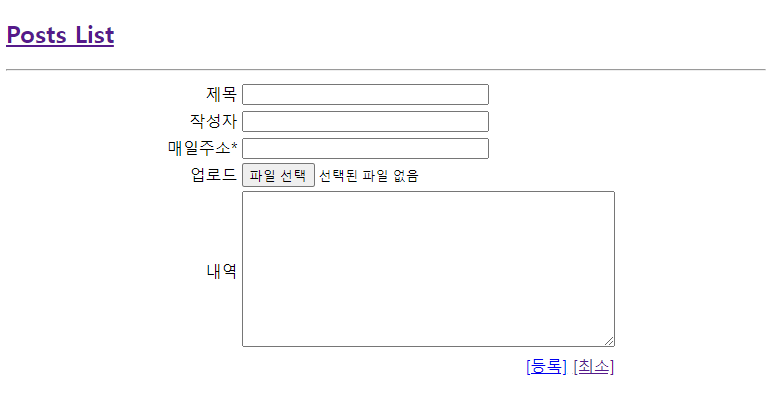 Posts List
제목
작성자
매일주소*
업로드 파일 선택 선택된 파일 없음
내역
[등록] [최소]